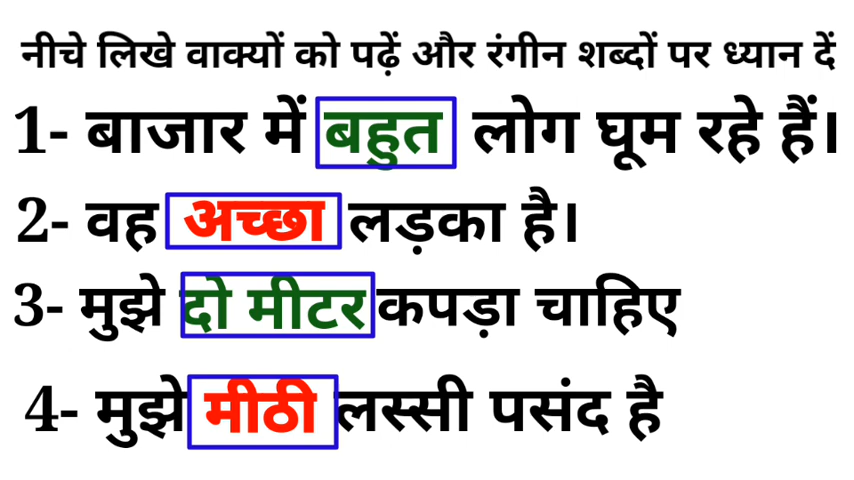 नीचे लिखे वाक्यों को पढ़ें और रंगीन शब्दों पर ध्यान दें
1- बाजार में बहुत लोग घूम रहे हैं।
2- वह अच्छा लड़का है।
3- मुझे दो मीटर कपड़ा चाहिए
4- मुझे मीठी लस्सी पसंद है